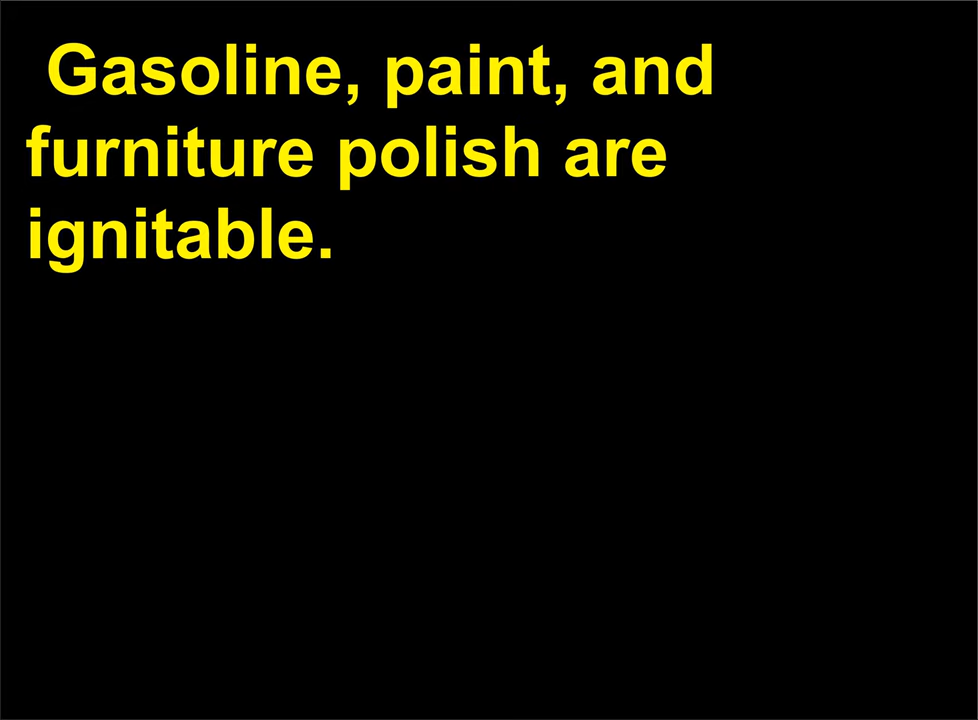 Gasoline, paint, and
furniture polish are
ignitable.